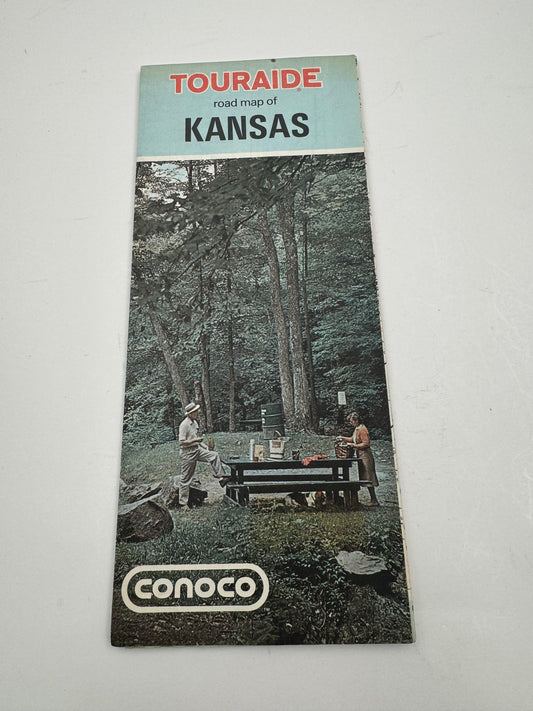 TOURAIDE
road map of
KANSAS
CONOCO